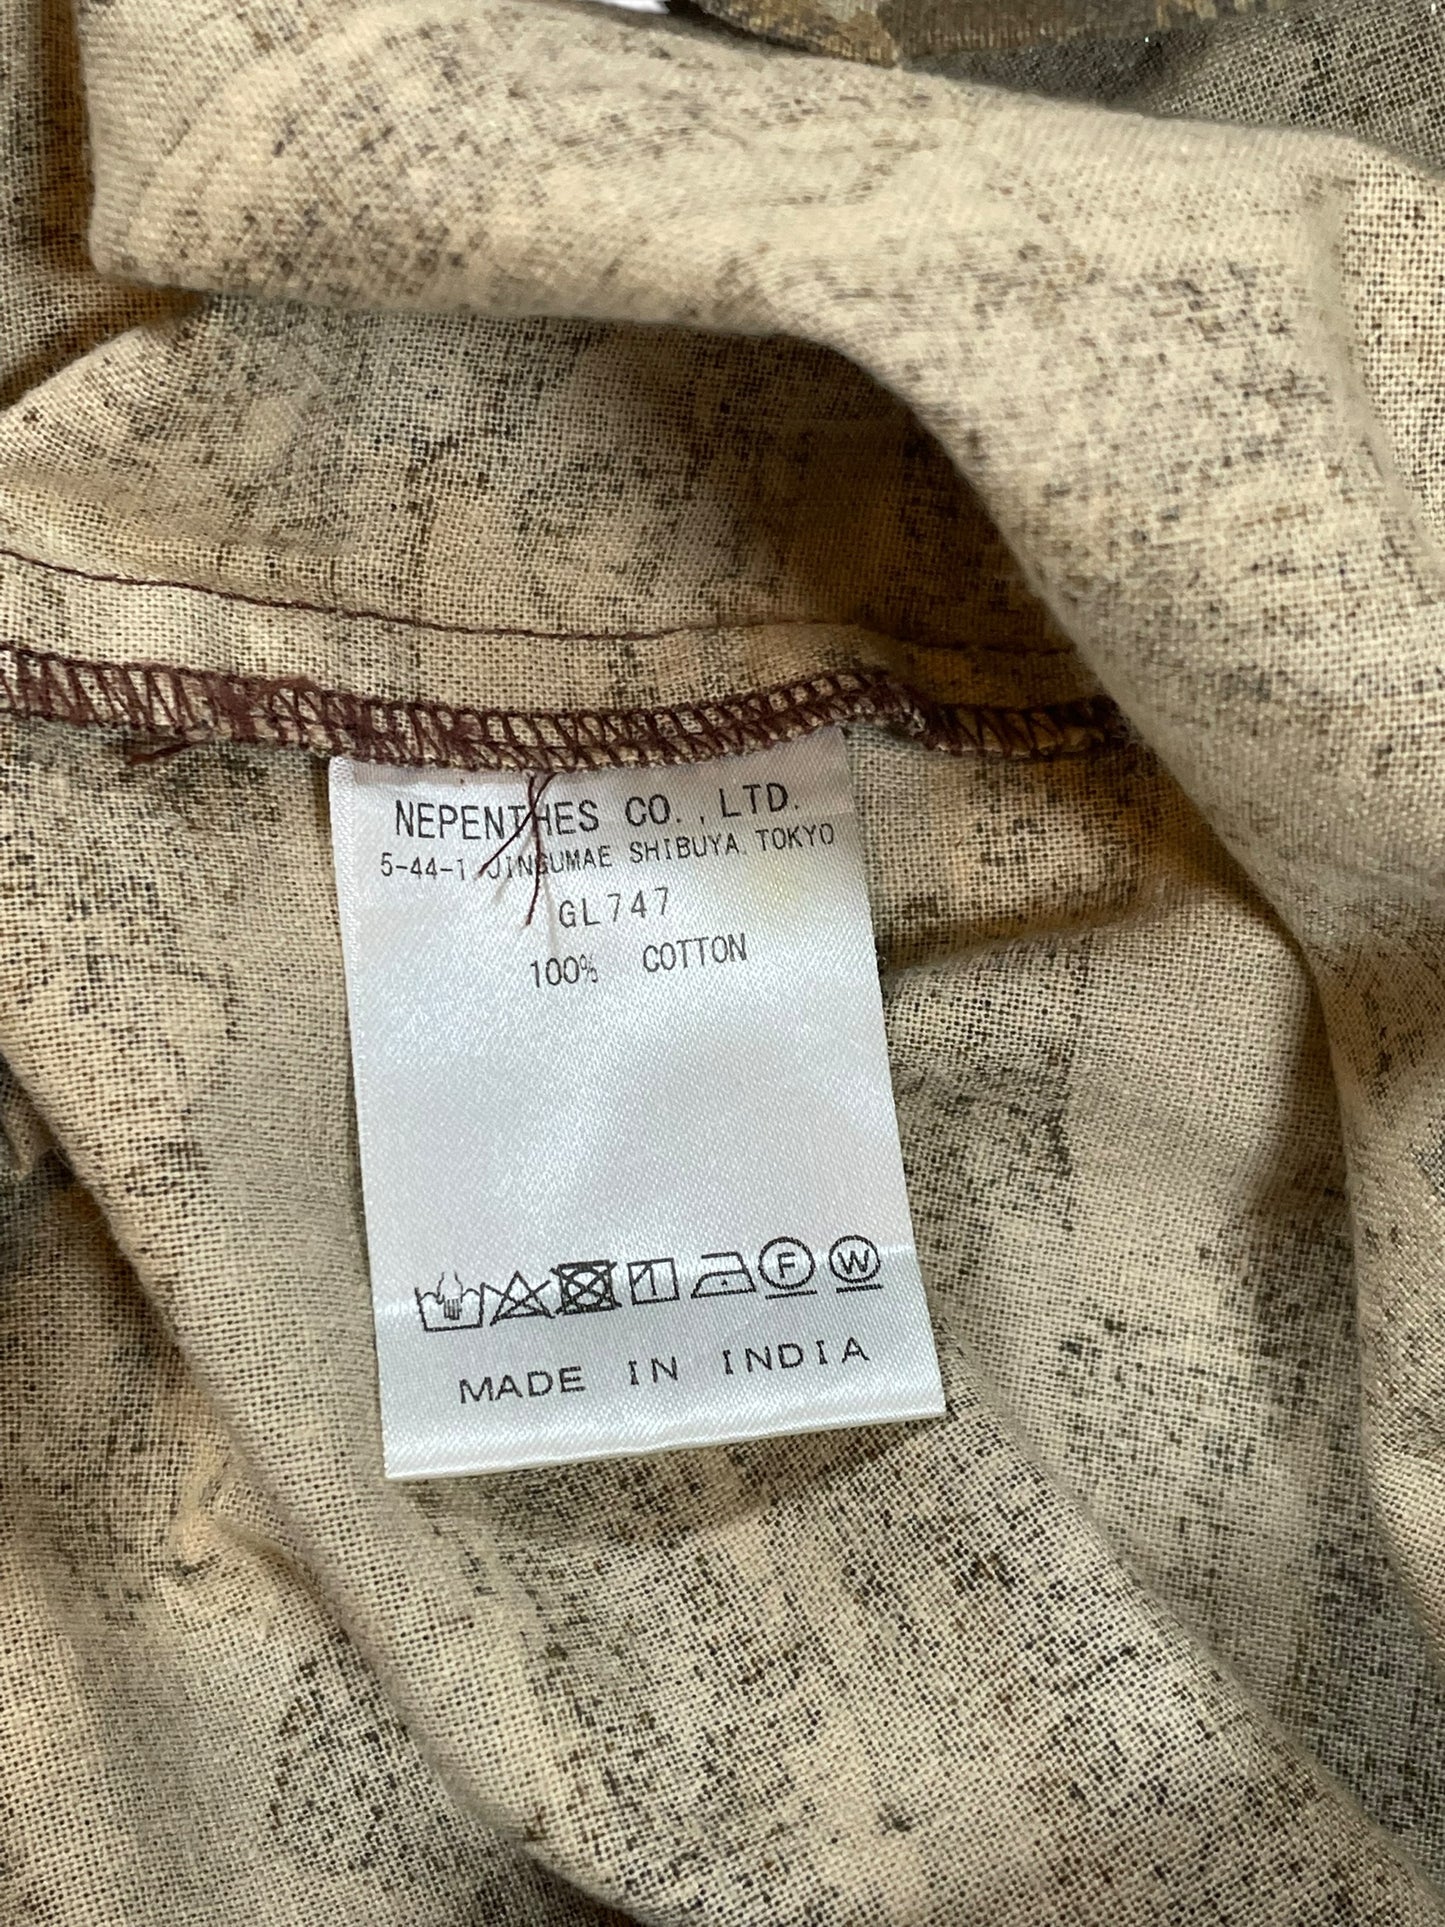 NEPENTHES CO., LTD.
5-44-1 JINGUMAE SHIBUYA, TOKYO
GL747
100% COTTON
F W
MADE IN INDIA